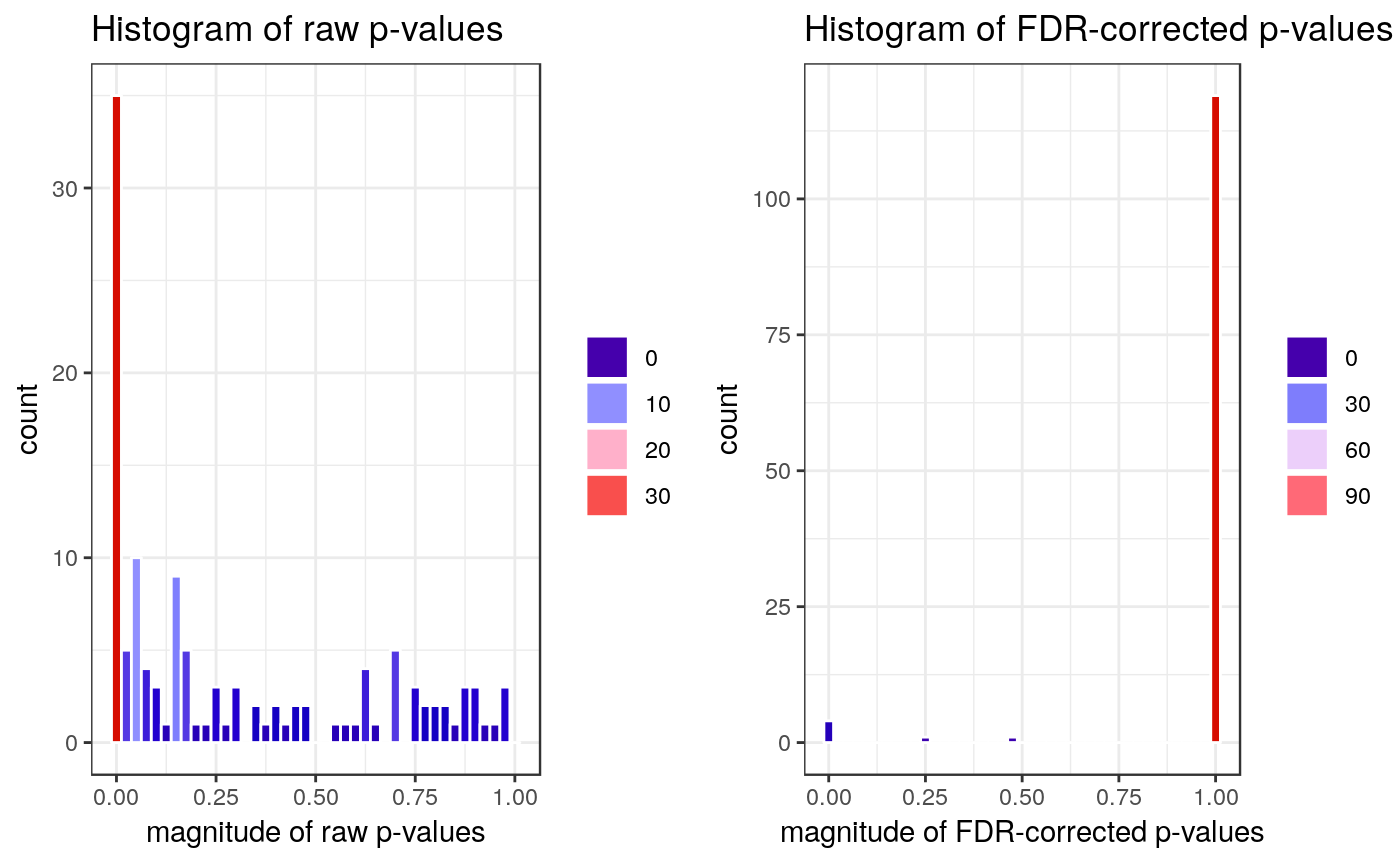 Histogram of raw p-values
30
20
10
0
count
0.00 0.25 0.50 0.75 1.00
magnitude of raw p-values
0
10
20
30
Histogram of FDR-corrected p-values
100
75
50
25
0
count
0.00 0.25 0.50 0.75 1.00
magnitude of FDR-corrected p-values
0
30
60
90